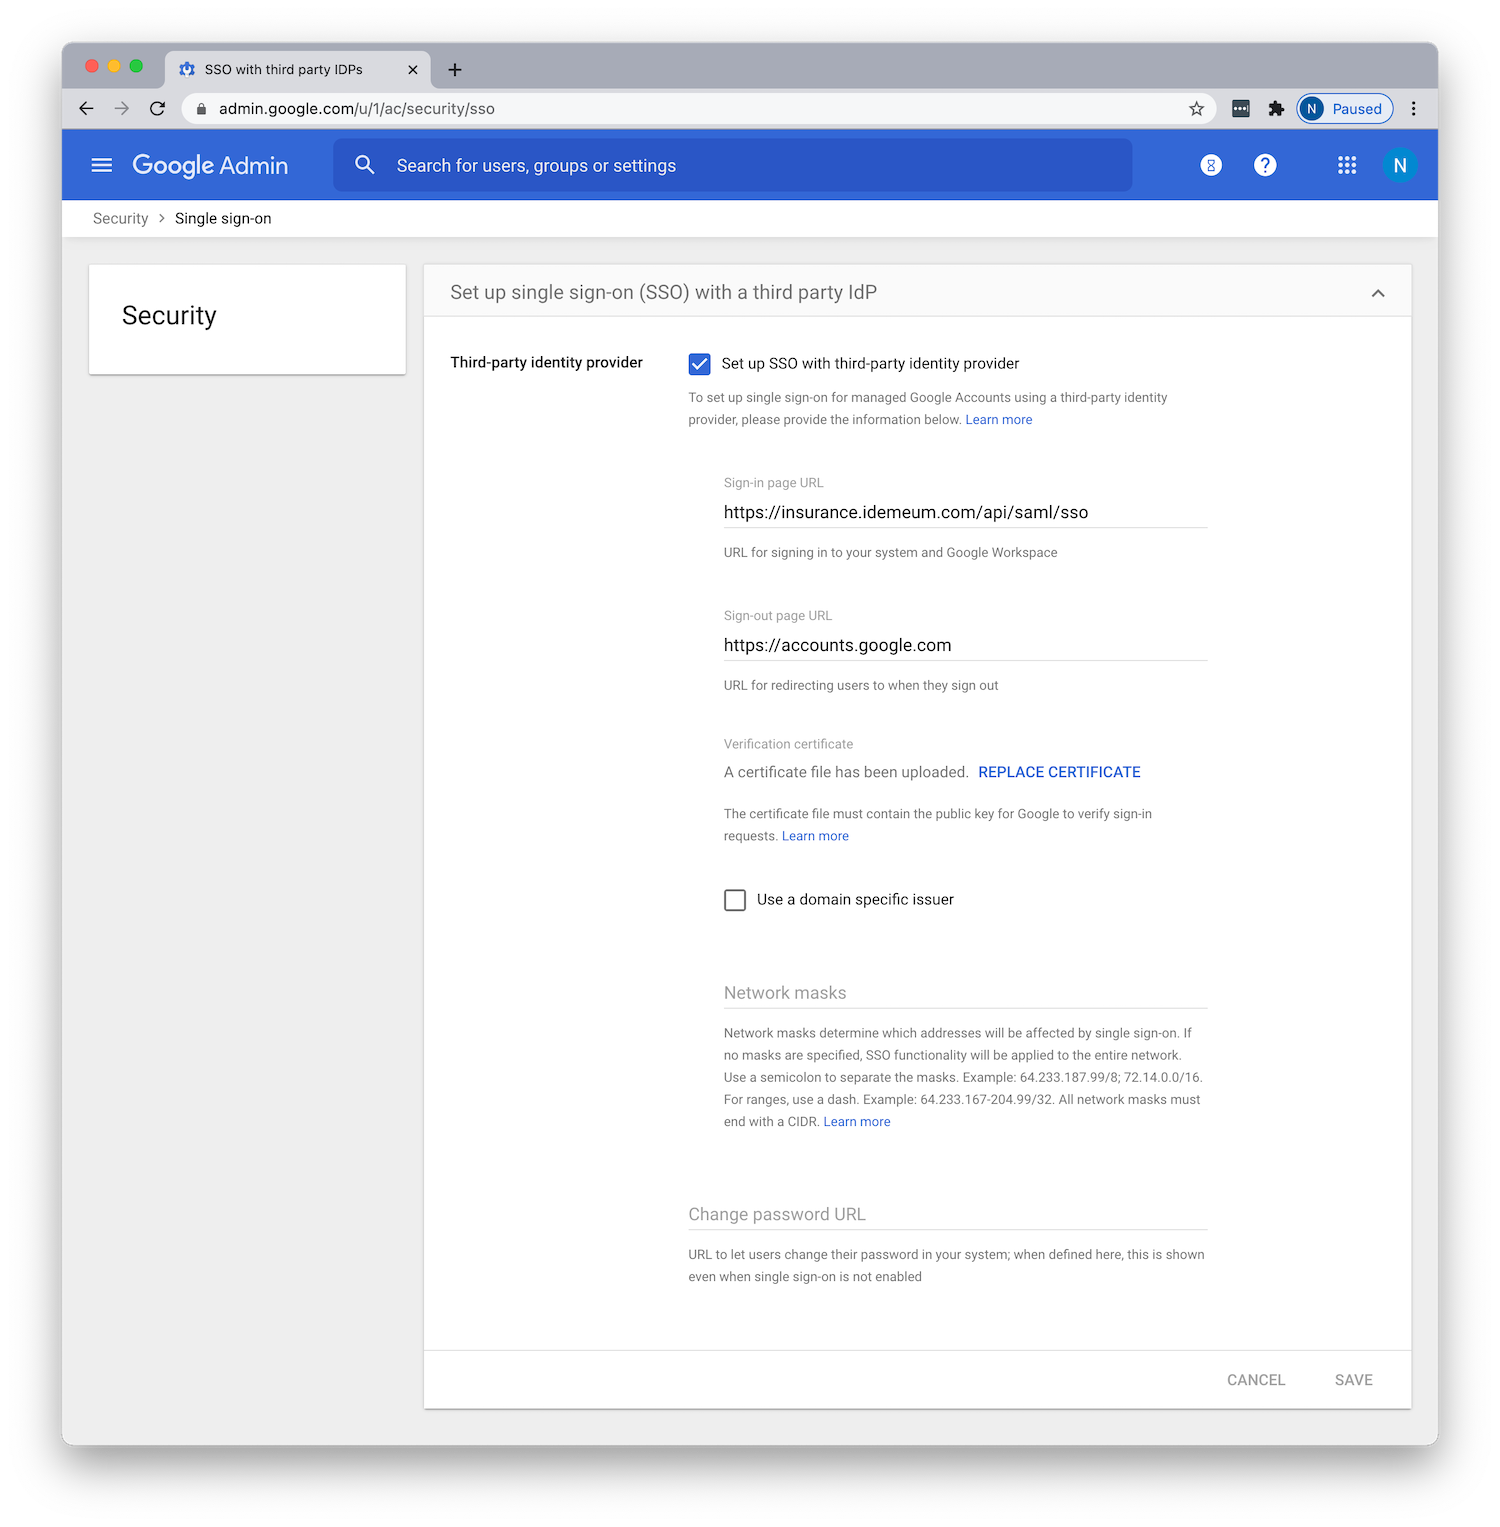 SSO with third party IDPs
admin.google.com/u/1/ac/security/sso
N Paused
Google Admin
Search for users, groups or settings
N
Security > Single sign-on
Security
Set up single sign-on (SSO) with a third party IdP
Third-party identity provider
Set up SSO with third-party identity provider
To set up single sign-on for managed Google Accounts using a third-party identity
provider, please provide the information below. Learn more
Sign-in page URL
https://insurance.idemeum.com/api/saml/sso
URL for signing in to your system and Google Workspace
Sign-out page URL
https://accounts.google.com
URL for redirecting users to when they sign out
Verification certificate
A certificate file has been uploaded. REPLACE CERTIFICATE
The certificate file must contain the public key for Google to verify sign-in
requests. Learn more
Use a domain specific issuer
Network masks
Network masks determine which addresses will be affected by single sign-on. If
no masks are specified, SSO functionality will be applied to the entire network.
Use a semicolon to separate the masks. Example: 64.233.187.99/8; 72.14.0.0/16.
For ranges, use a dash. Example: 64.233.167-204.99/32. All network masks must
end with a CIDR. Learn more
Change password URL
URL to let users change their password in your system; when defined here, this is shown
even when single sign-on is not enabled
CANCEL SAVE